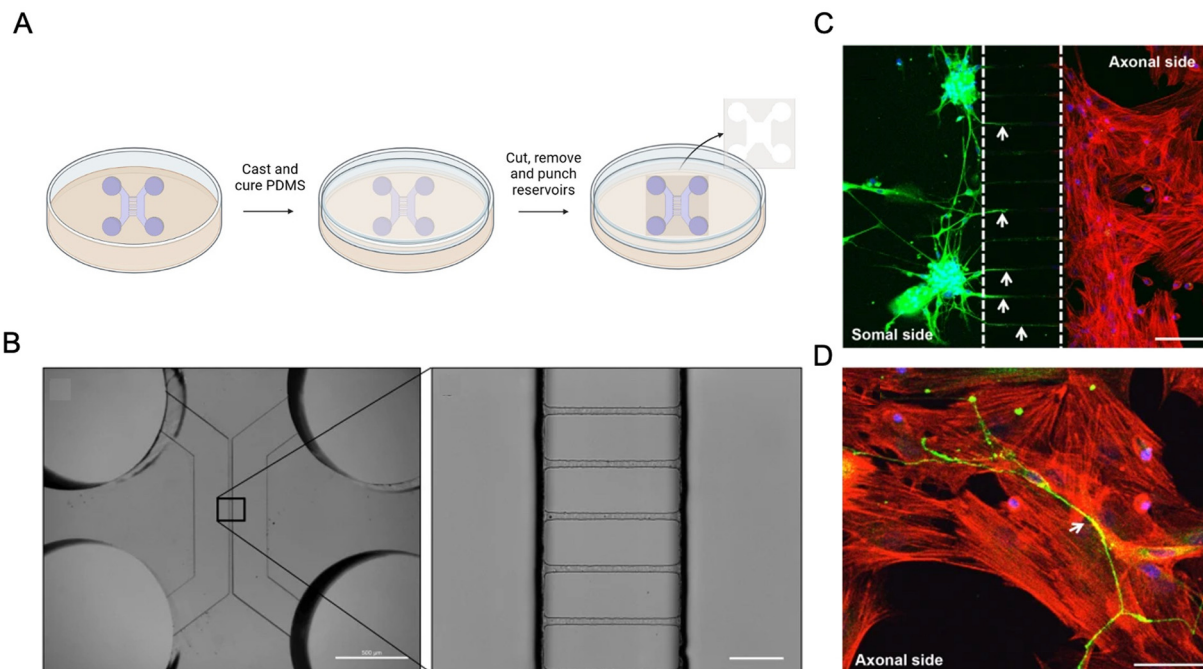 A
Cast and
cure PDMS
Cut, remove
and punch
reservoirs
B
500 µm
C
Axonal side
Somal side
D
Axonal side